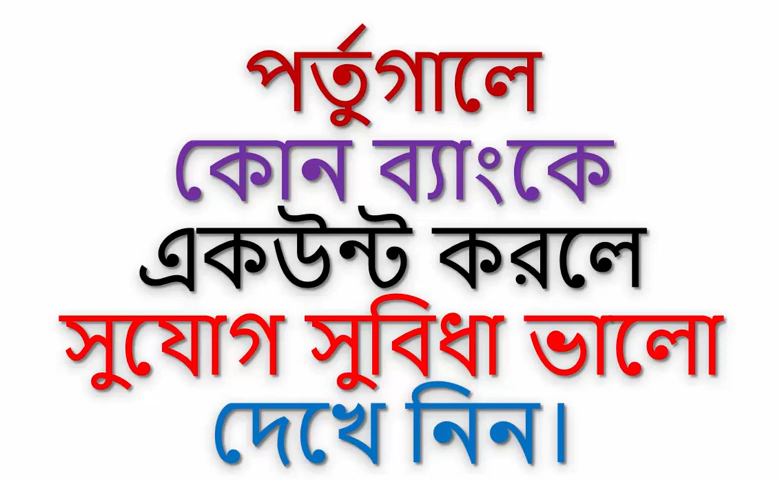 পর্তুগালে
কোন ব্যাংকে
একউন্ট করলে
সুযোগ সুবিধা ভালো
দেখে নিন।